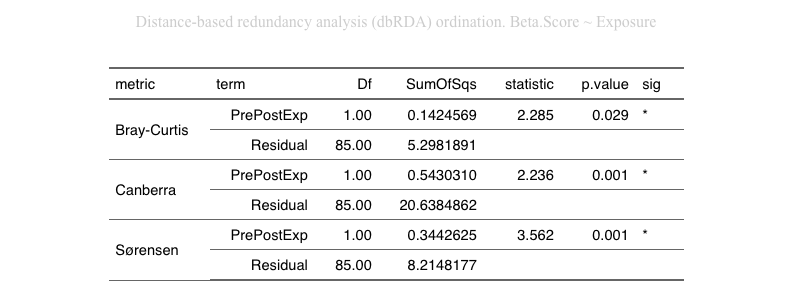 Distance-based redundancy analysis (dbRDA) ordination. Beta.Score ~ Exposure
metric term Df SumOfSqs statistic p.value sig
Bray-Curtis PrePostExp 1.00 0.1424569 2.285 0.029 *
Residual 85.00 5.2981891
Canberra PrePostExp 1.00 0.5430310 2.236 0.001 *
Residual 85.00 20.6384862
Sørensen PrePostExp 1.00 0.3442625 3.562 0.001 *
Residual 85.00 8.2148177